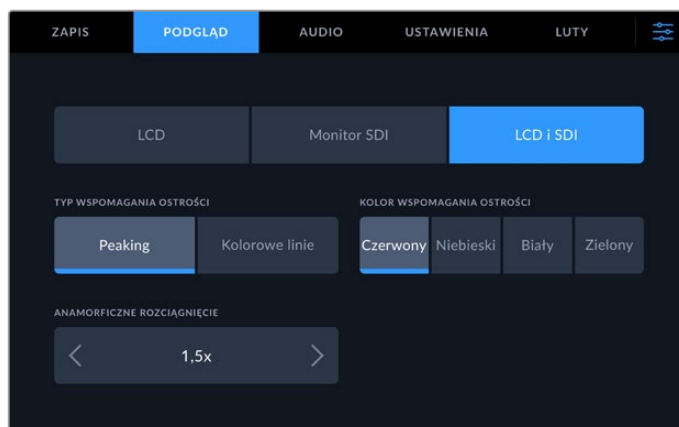 ZAPIS PODGLĄD AUDIO USTAWIENIA LUTY
LCD Monitor SDI LCD i SDI
TYP WSPOMAGANIA OSTROŚCI KOLOR WSPOMAGANIA OSTROŚCI
Peaking Kolorowe linie Czerwony Niebieski Biały Zielony
ANAMORFICZNE ROZCIĄGNIĘCIE
1,5x